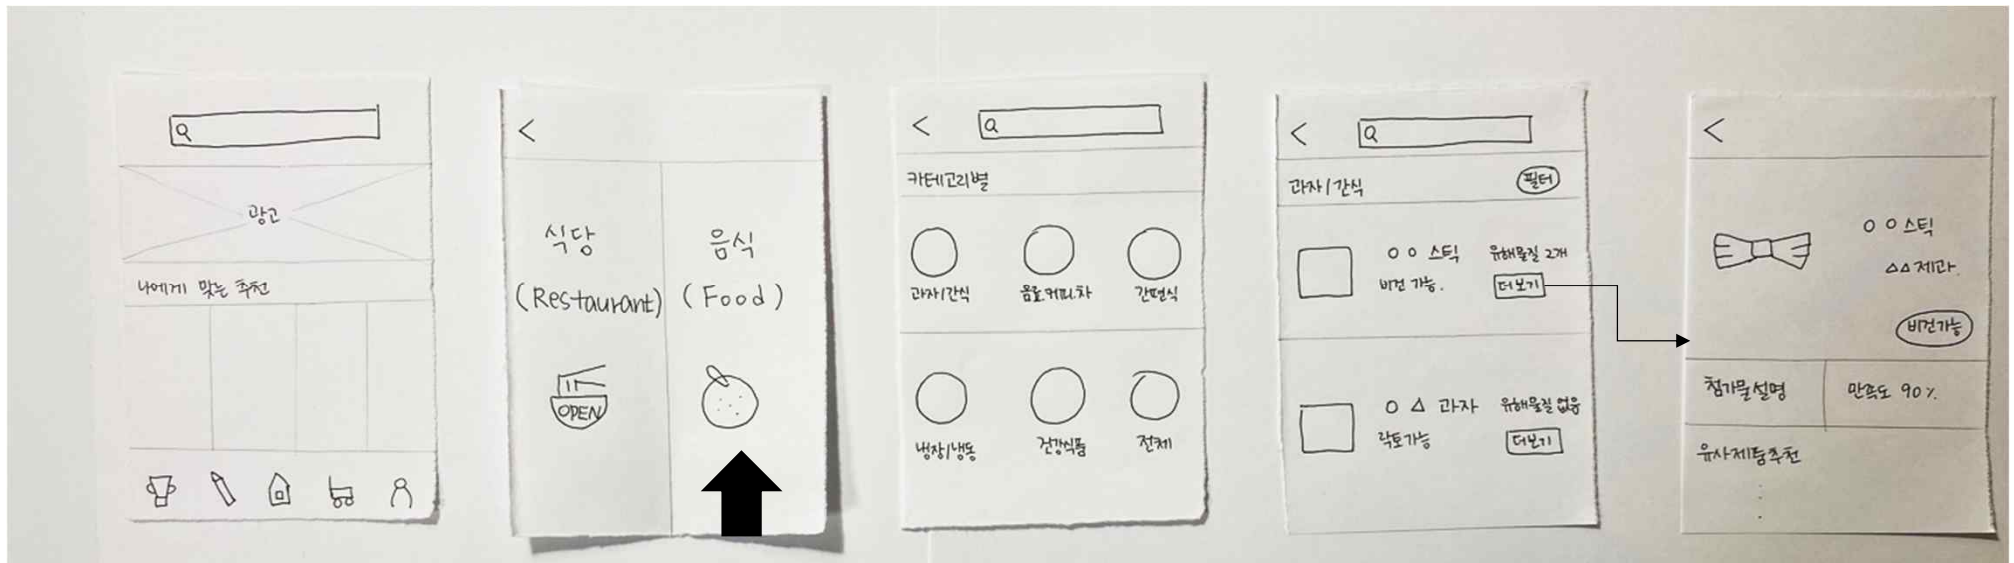 광고
나에게 맞는 추천
식당
(Restaurant)
OPEN
음식
(Food)
카테고리별
과자/간식
음료.커피.차
간편식
냉장/냉동
건강식품
전체
과자/간식
필터
ㅇㅇ스틱
유해물질 2개
비건 가능.
더보기
ㅇ△ 과자
유해물질 없음
락토가능
더보기
ㅇㅇ스틱
△△제과.
비건가능
첨가물설명
만족도 90%
유사제품추천